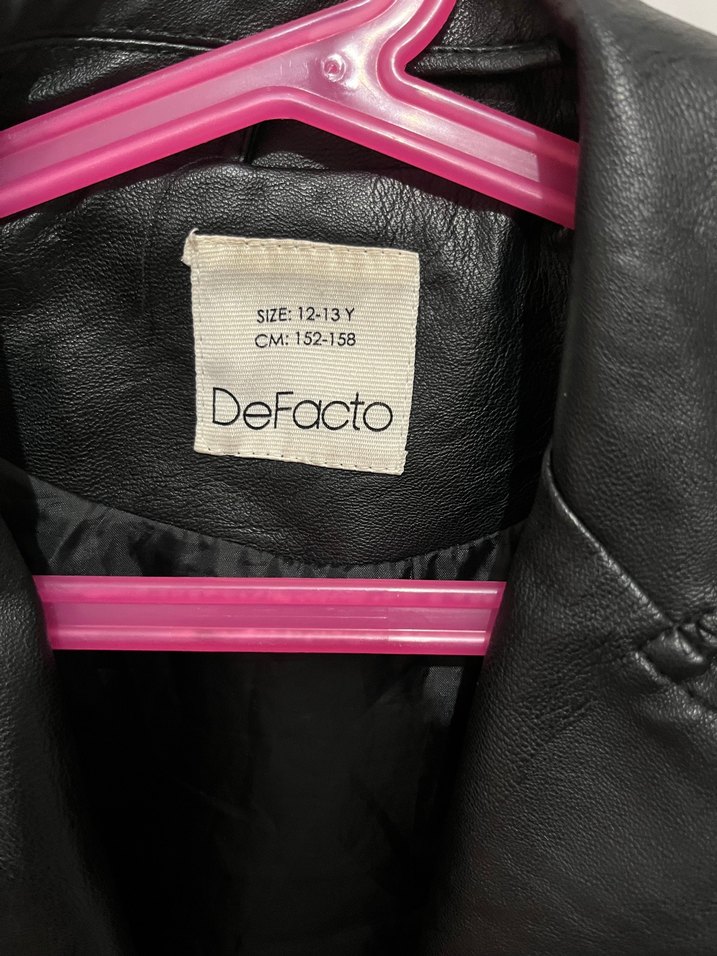 SIZE: 12-13 Y
CM: 152-158
DeFacto